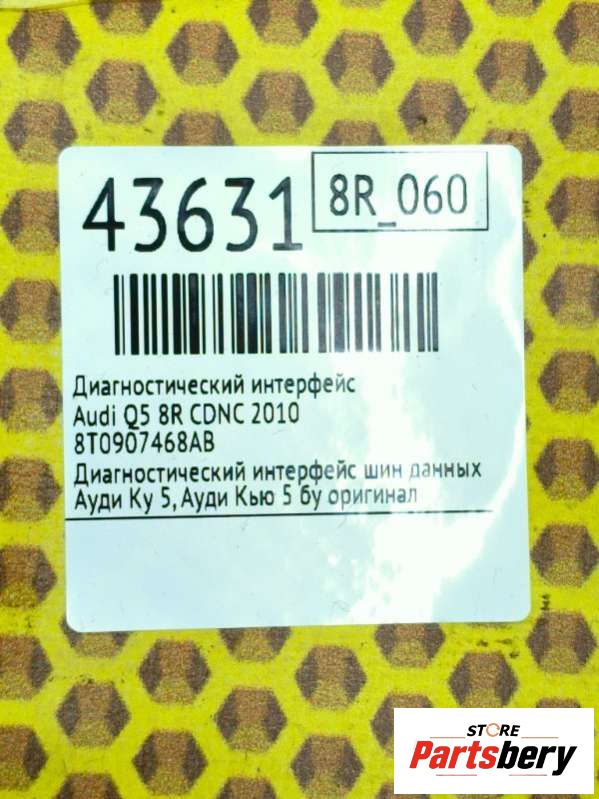 43631
8R_060
Диагностический интерфейс
Audi Q5 8R CDNC 2010
8T0907468AB
Диагностический интерфейс шин данных
Ауди Ку 5, Ауди Кью 5 бу оригинал
STORE
Partsbery